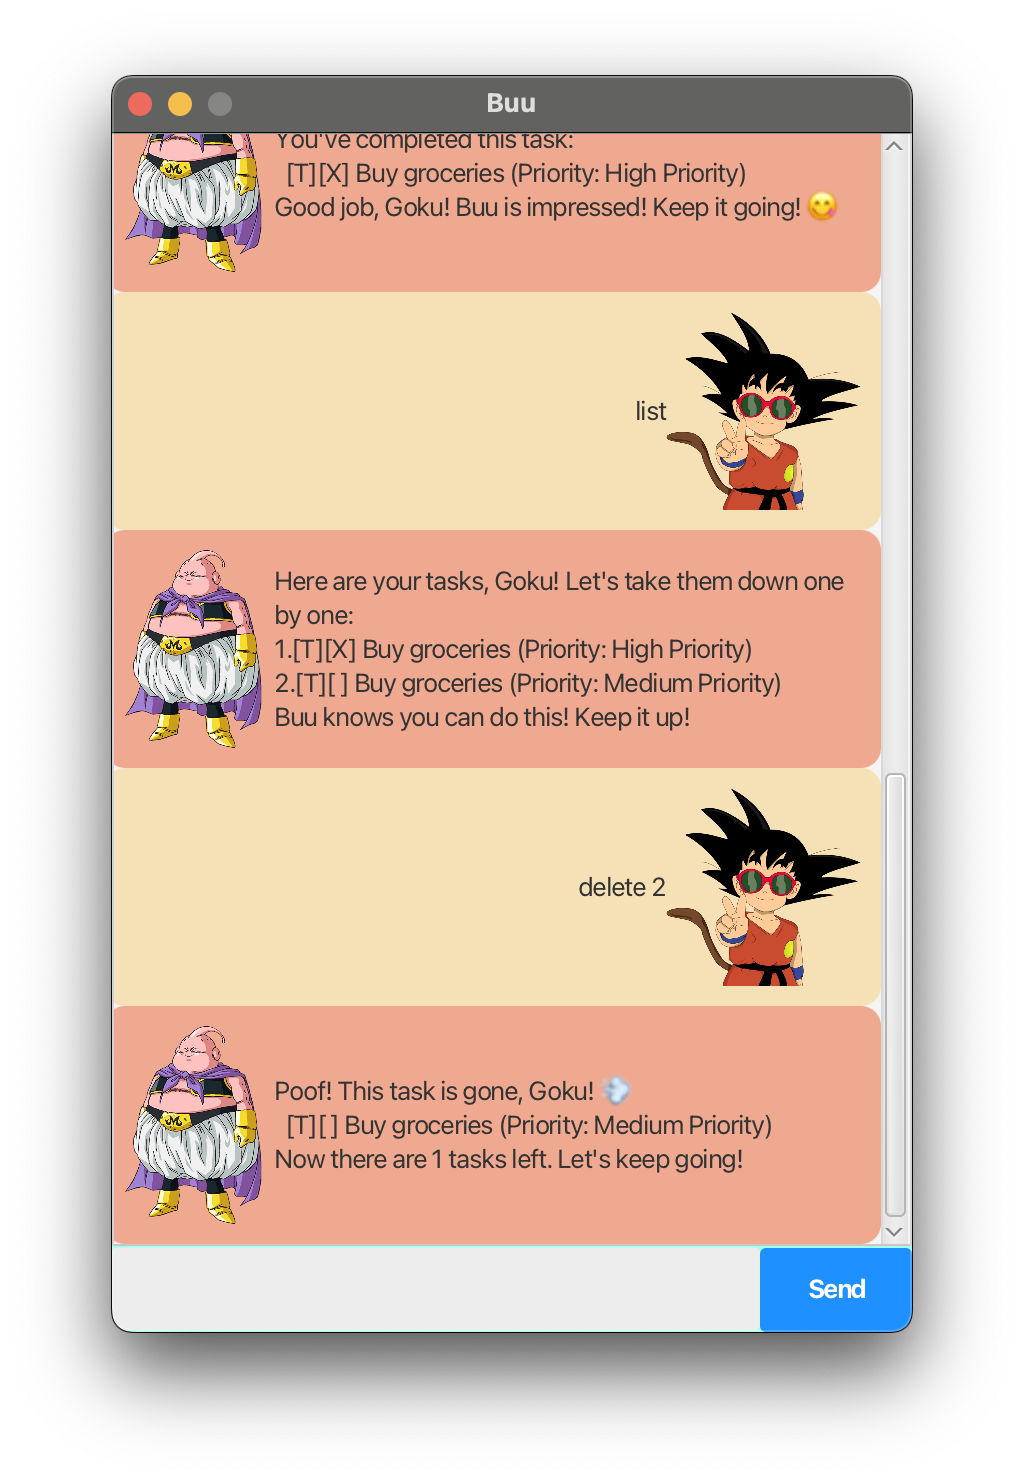 Buu
You've completed this task:
[T][X] Buy groceries (Priority: High Priority)
Good job, Goku! Buu is impressed! Keep it going! 😋
list
Here are your tasks, Goku! Let's take them down one
by one:
1.[T][X] Buy groceries (Priority: High Priority)
2.[T][ ] Buy groceries (Priority: Medium Priority)
Buu knows you can do this! Keep it up!
delete 2
Poof! This task is gone, Goku! 💨
[T][ ] Buy groceries (Priority: Medium Priority)
Now there are 1 tasks left. Let's keep going!
Send